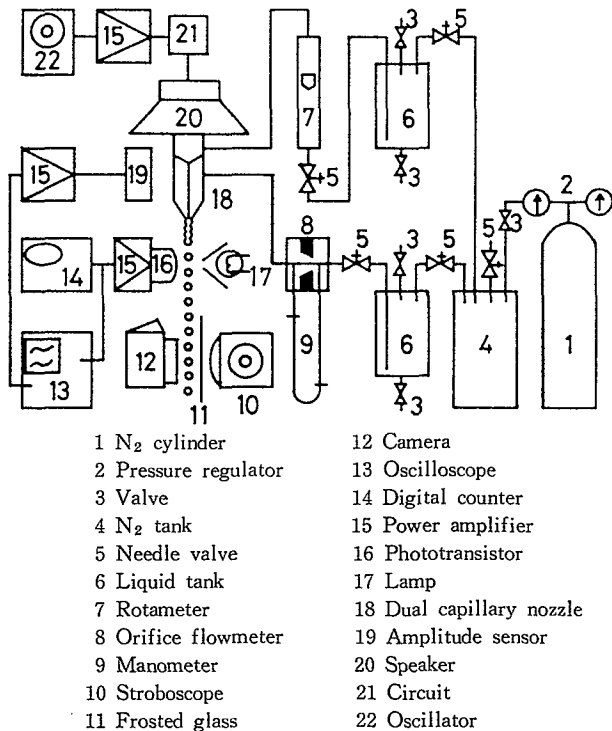 22
15
21
20
7
5
3
6
5
3
15
19
18
14
15
16
17
8
9
5
3
5
6
3
5
3
2
4
1
13
12
11
10
1 N₂ cylinder
2 Pressure regulator
3 Valve
4 N₂ tank
5 Needle valve
6 Liquid tank
7 Rotameter
8 Orifice flowmeter
9 Manometer
10 Stroboscope
11 Frosted glass
12 Camera
13 Oscilloscope
14 Digital counter
15 Power amplifier
16 Phototransistor
17 Lamp
18 Dual capillary nozzle
19 Amplitude sensor
20 Speaker
21 Circuit
22 Oscillator